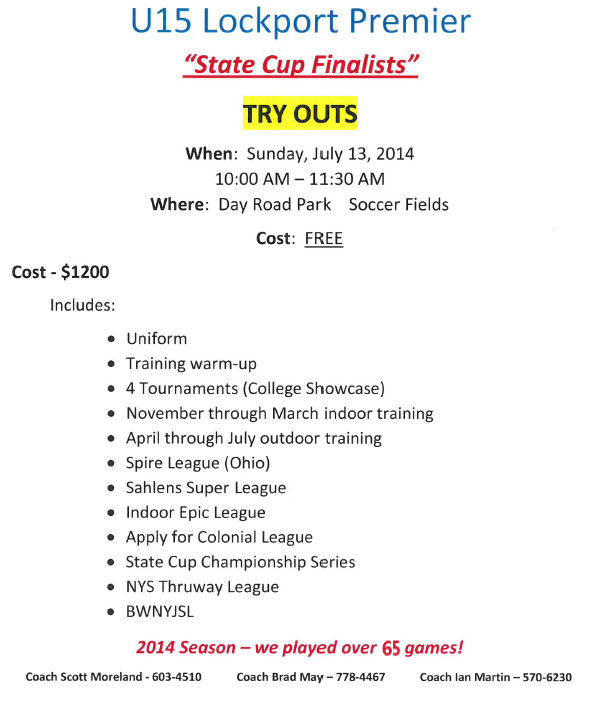 U15 Lockport Premier
“State Cup Finalists”
TRY OUTS
When: Sunday, July 13, 2014
10:00 AM – 11:30 AM
Where: Day Road Park Soccer Fields
Cost: FREE
Cost - $1200
Includes:
• Uniform
• Training warm-up
• 4 Tournaments (College Showcase)
• November through March indoor training
• April through July outdoor training
• Spire League (Ohio)
• Sahlens Super League
• Indoor Epic League
• Apply for Colonial League
• State Cup Championship Series
• NYS Thruway League
• BWNYJSL
2014 Season – we played over 65 games!
Coach Scott Moreland - 603-4510 Coach Brad May – 778-4467 Coach Ian Martin – 570-6230